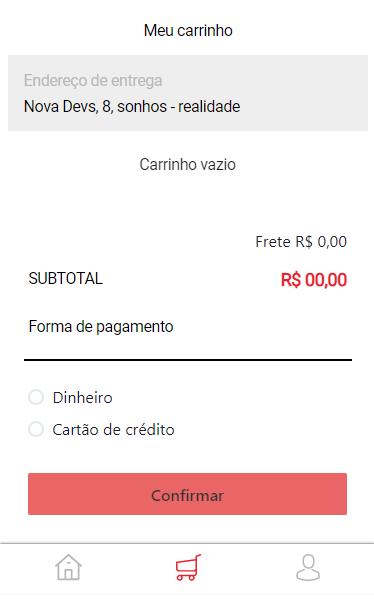 Meu carrinho
Endereço de entrega
Nova Devs, 8, sonhos - realidade
Carrinho vazio
Frete R$ 0,00
SUBTOTAL R$ 00,00
Forma de pagamento
Dinheiro
Cartão de crédito
Confirmar